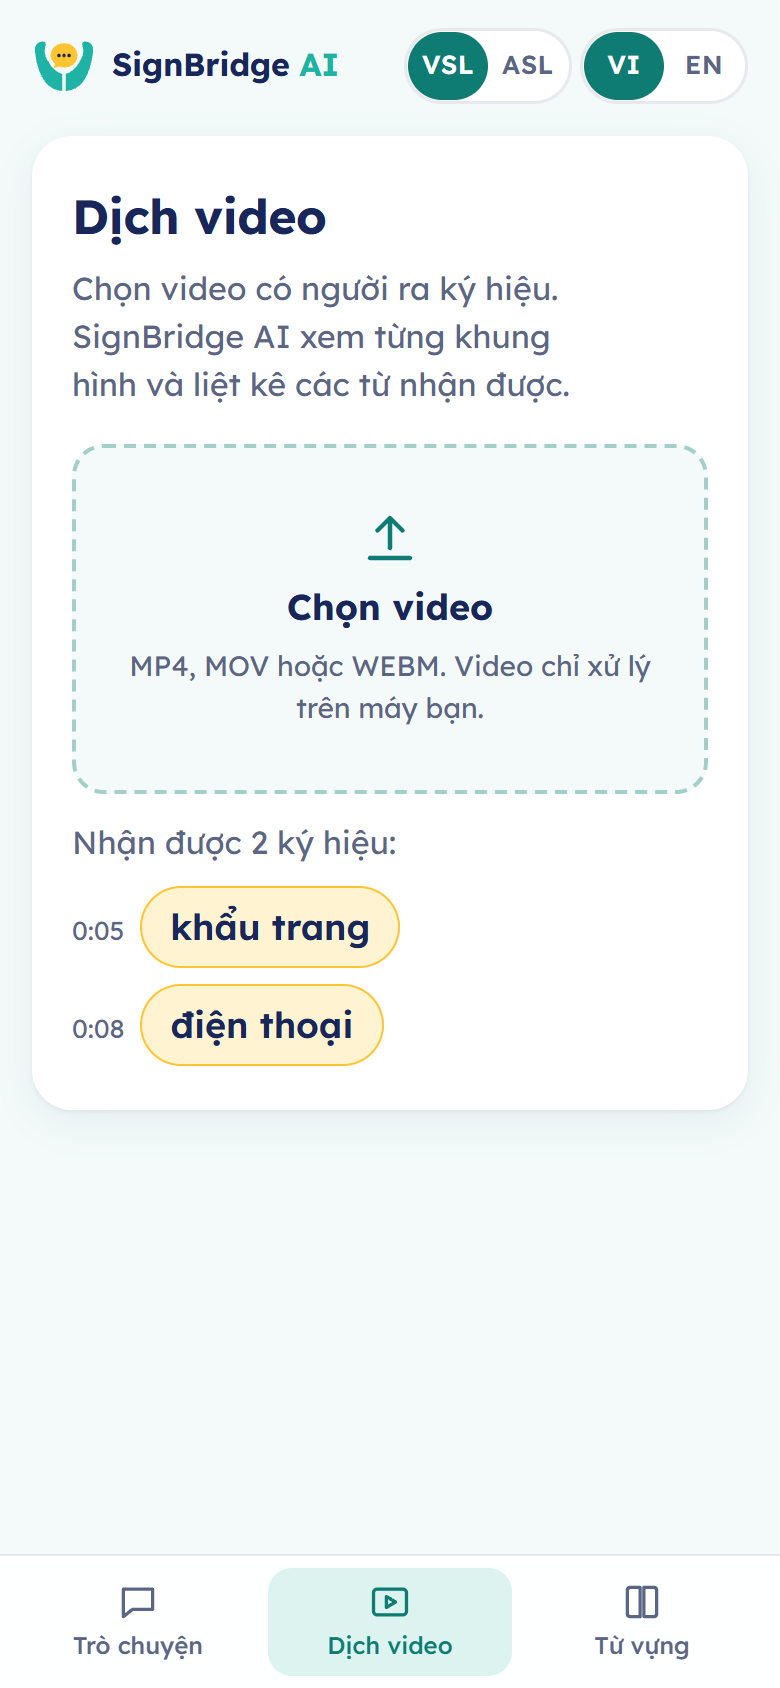 SignBridge AI
VSL ASL
VI EN
Dịch video
Chọn video có người ra ký hiệu.
SignBridge AI xem từng khung
hình và liệt kê các từ nhận được.
Chọn video
MP4, MOV hoặc WEBM. Video chỉ xử lý
trên máy bạn.
Nhận được 2 ký hiệu:
0:05 khẩu trang
0:08 điện thoại
Trò chuyện
Dịch video
Từ vựng